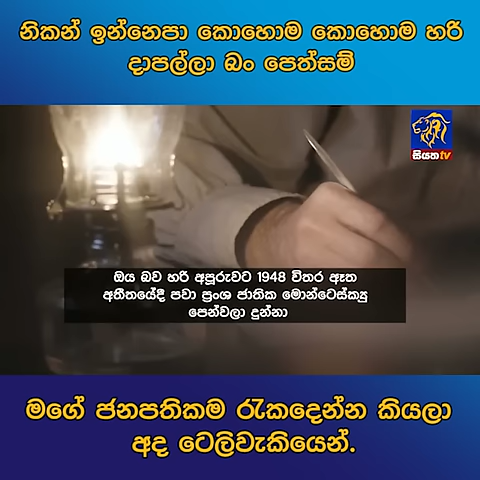 නිකන් ඉන්නෙපා කොහොම කොහොම හරි
දාපල්ලා බං පෙත්සම්
සියත tv
ඔය බව හරි අපූරුවට 1948 විතර ඈත
අතීතයේදී පවා ප්‍රංශ ජාතික මොන්ටෙස්ක්‍යු
පෙන්වලා දුන්නා
මගේ ජනපතිකම රැකදෙන්න කියලා
අද ටෙලිවැකියෙන්.